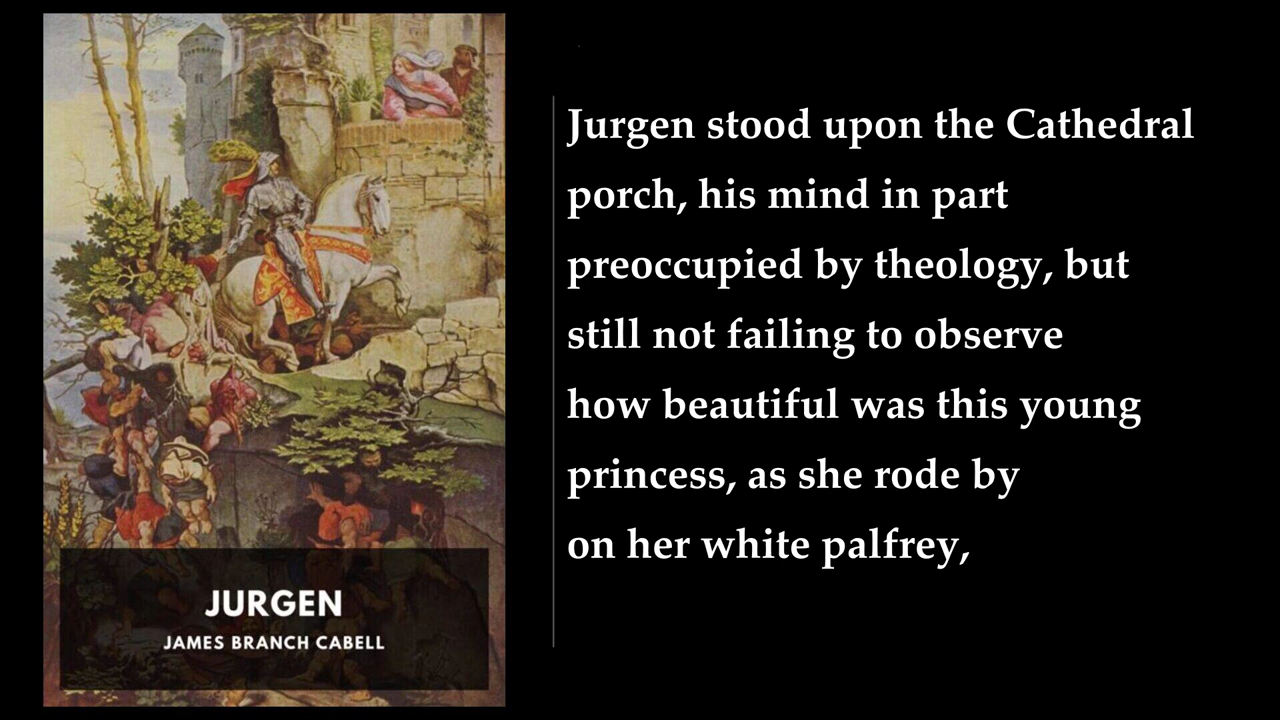 Jurgen stood upon the Cathedral
porch, his mind in part
preoccupied by theology, but
still not failing to observe
how beautiful was this young
princess, as she rode by
on her white palfrey,
JURGEN
JAMES BRANCH CABELL